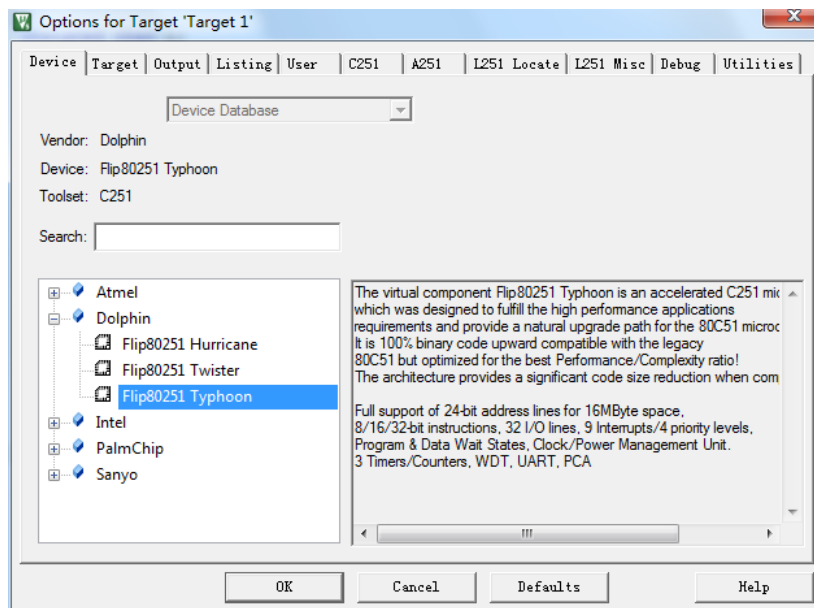 Options for Target 'Target 1'
Device Target Output Listing User C251 A251 L251 Locate L251 Misc Debug Utilities
Device Database
Vendor: Dolphin
Device: Flip80251 Typhoon
Toolset: C251
Search:
Atmel
Dolphin
Flip80251 Hurricane
Flip80251 Twister
Flip80251 Typhoon
Intel
PalmChip
Sanyo
The virtual component Flip80251 Typhoon is an accelerated C251 mic
which was designed to fulfill the high performance applications
requirements and provide a natural upgrade path for the 80C51 microc
It is 100% binary code upward compatible with the legacy
80C51 but optimized for the best Performance/Complexity ratio!
The architecture provides a significant code size reduction when com
Full support of 24-bit address lines for 16MByte space,
8/16/32-bit instructions, 32 I/O lines, 9 Interrupts/4 priority levels,
Program & Data Wait States, Clock/Power Management Unit.
3 Timers/Counters, WDT, UART, PCA
OK Cancel Defaults Help